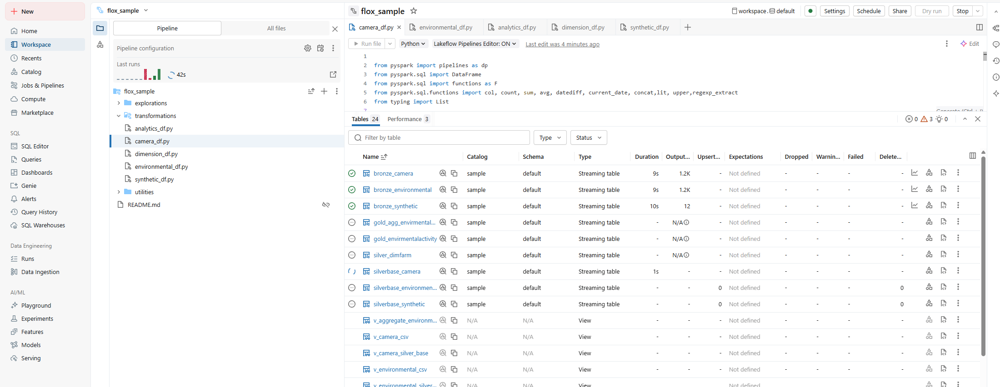 New
Home
Workspace
Recents
Catalog
Jobs & Pipelines
Compute
Marketplace
SQL
SQL Editor
Queries
Dashboards
Genie
Alerts
Query History
SQL Warehouses
Data Engineering
Runs
Data Ingestion
AI/ML
Playground
Experiments
Features
Models
Serving
flox_sample
Pipeline All files
Pipeline configuration
Last runs
42s
flox_sample
explorations
transformations
analytics_df.py
camera_df.py
dimension_df.py
environmental_df.py
synthetic_df.py
utilities
README.md
flox_sample workspace. default Settings Schedule Share Dry run Stop
camera_df.py environmental_df.py analytics_df.py dimension_df.py synthetic_df.py
Run file Python Lakeflow Pipelines Editor: ON Last edit was 4 minutes ago Edit
1
2 from pyspark import pipelines as dp
3 from pyspark.sql import DataFrame
4 from pyspark.sql import functions as F
5 from pyspark.sql.functions import col, count, sum, avg, datediff, current_date, concat,lit, upper,regexp_extract
6 from typing import List
7
Tables 24 Performance 3 0 3 0
Filter by table Type Status
Name Catalog Schema Type Duration Output... Upsert... Expectations Dropped Warnin... Failed Delete...
bronze_camera sample default Streaming table 9s 1.2K - Not defined - - - -
bronze_environmental sample default Streaming table 9s 1.2K - Not defined - - - -
bronze_synthetic sample default Streaming table 10s 12 - Not defined - - - -
gold_agg_envirmental... sample default Streaming table - N/A - Not defined - - - -
gold_envirmentalactivity sample default Streaming table - N/A - Not defined - - - -
silver_dimfarm sample default Streaming table - N/A - Not defined - - - -
silverbase_camera sample default Streaming table 1s - - Not defined - - - -
silverbase_environmen... sample default Streaming table - - 0 Not defined - - - 0
silverbase_synthetic sample default Streaming table - - 0 Not defined - - - 0
v_aggregate_environm... N/A N/A View - - - Not defined - - - -
v_camera_csv N/A N/A View - - - Not defined - - - -
v_camera_silver_base N/A N/A View - - - Not defined - - - -
v_environmental_csv N/A N/A View - - - Not defined - - - -
v_environmental_silver... N/A N/A View - - - Not defined - - - -